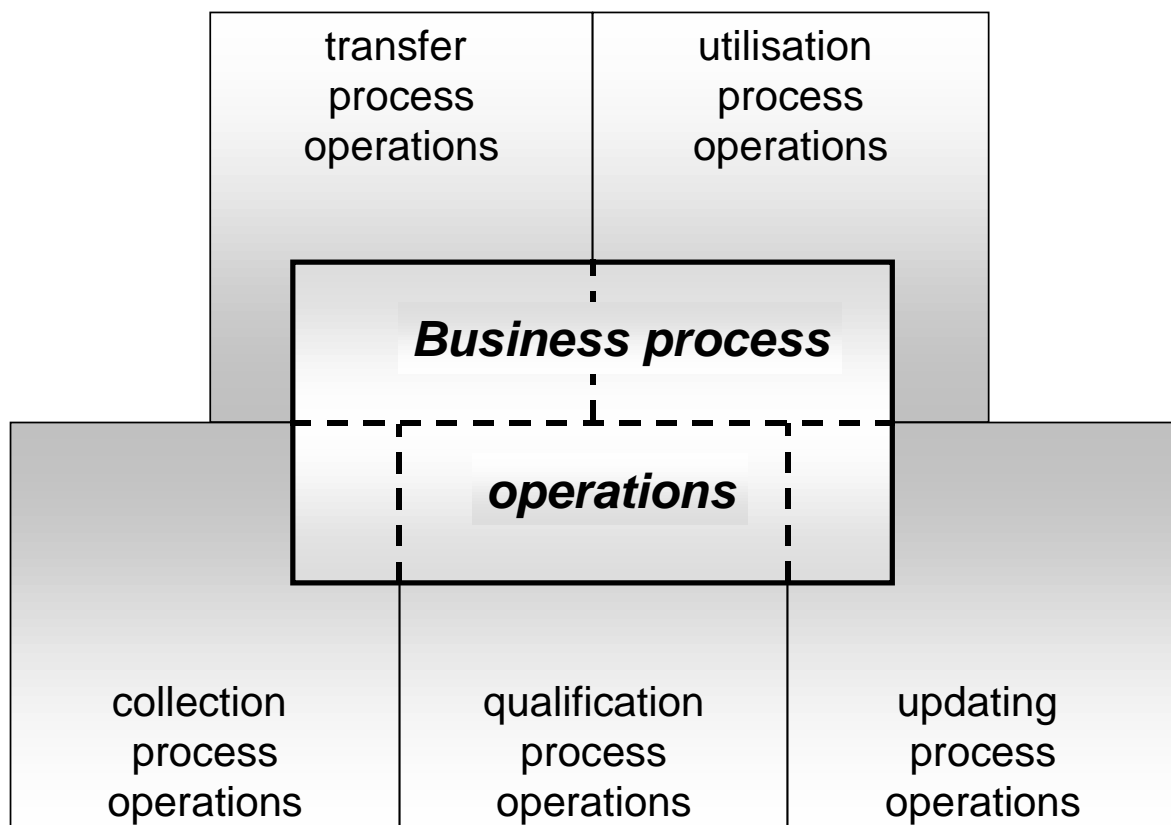 transfer
process
operations
utilisation
process
operations
Business process
operations
collection
process
operations
qualification
process
operations
updating
process
operations